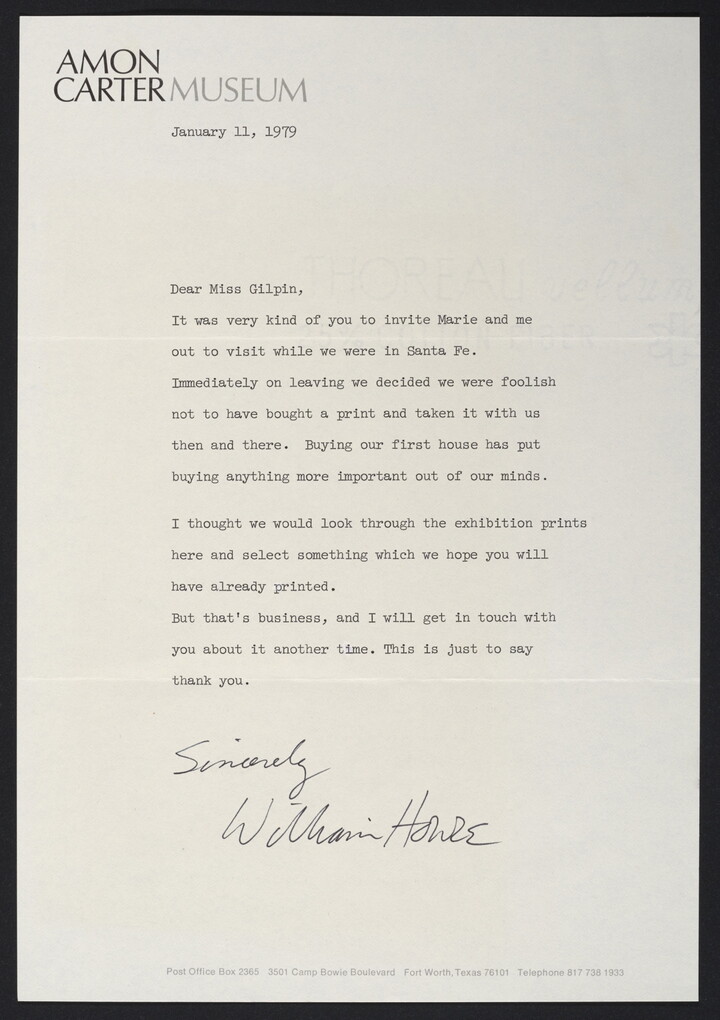 AMON
CARTER MUSEUM
January 11, 1979
THOREAU vellum
Dear Miss Gilpin,
It was very kind of you to invite Marie and me
out to visit while we were in Santa Fe.
Immediately on leaving we decided we were foolish
not to have bought a print and taken it with us
then and there.  Buying our first house has put
buying anything more important out of our minds.
I thought we would look through the exhibition prints
here and select something which we hope you will
have already printed.
But that's business, and I will get in touch with
you about it another time. This is just to say
thank you.
Sincerely
William Howze
Post Office Box 2365   3501 Camp Bowie Boulevard   Fort Worth, Texas 76101   Telephone 817 738 1933